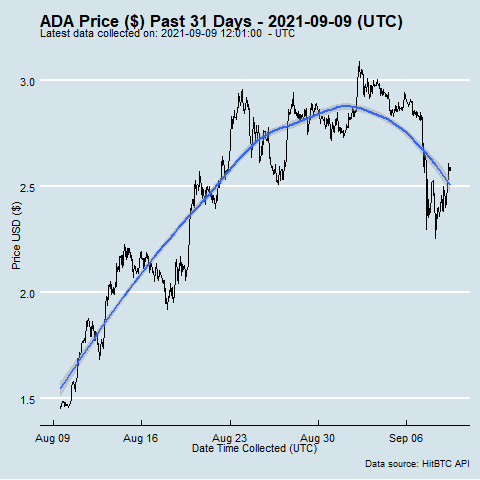 ADA Price ($) Past 31 Days - 2021-09-09 (UTC)
Latest data collected on: 2021-09-09 12:01:00 - UTC
3.0
2.5
2.0
1.5
Price USD ($)
Aug 09 Aug 16 Aug 23 Aug 30 Sep 06
Date Time Collected (UTC)
Data source: HitBTC API